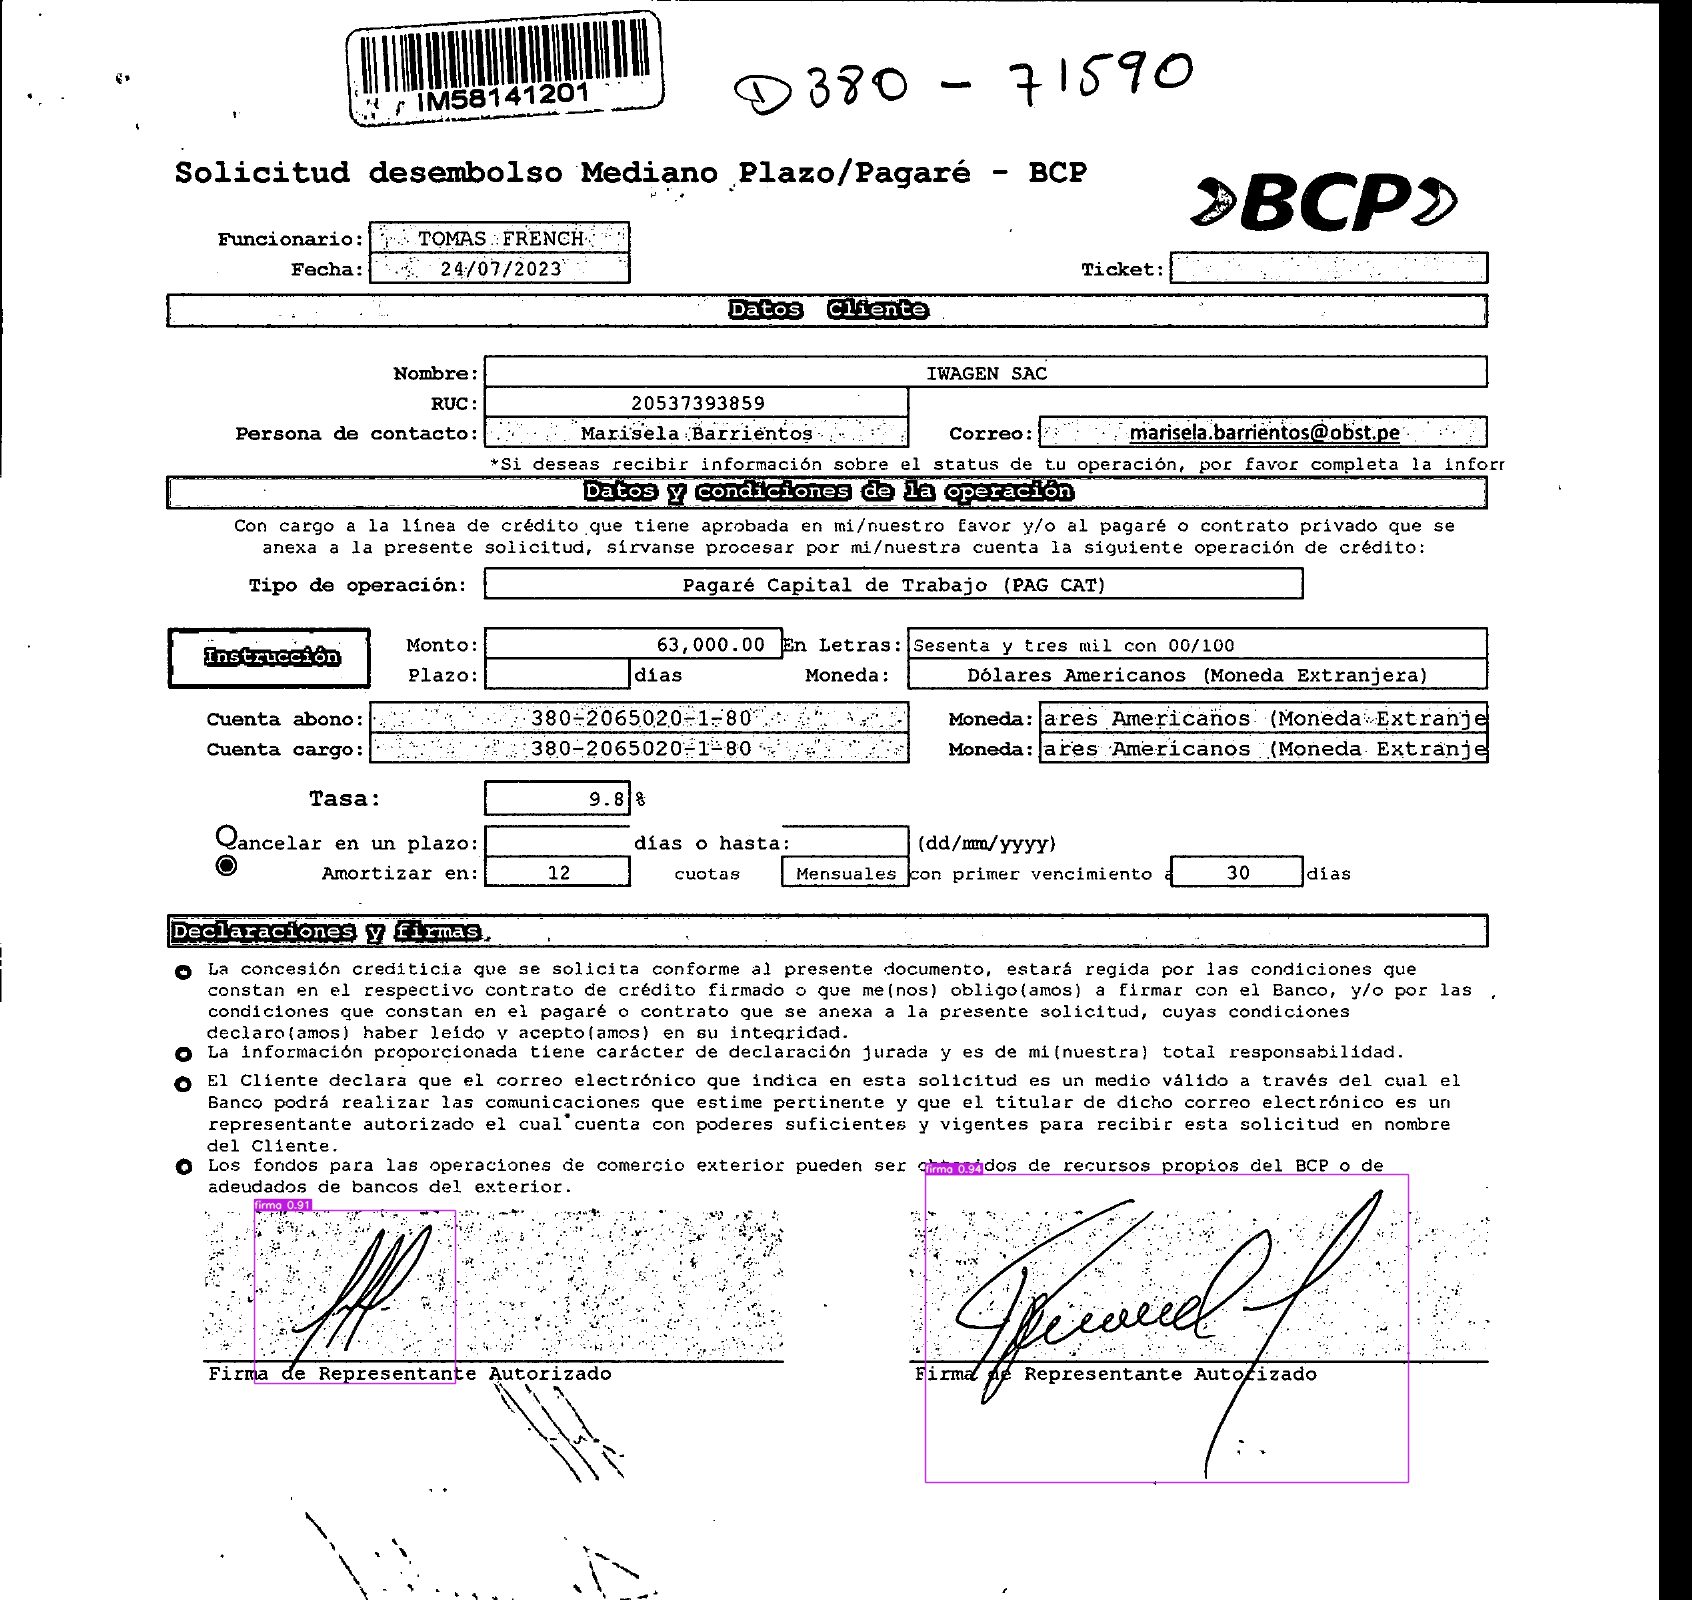 IM58141201
D380 - 71590
Solicitud desembolso Mediano Plazo/Pagaré - BCP
BCP
Funcionario: TOMAS FRENCH
Fecha: 24/07/2023
Ticket:
Datos Cliente
Nombre: IWAGEN SAC
RUC: 20537393859
Persona de contacto: Marisela Barrientos Correo: marisela.barrientos@obst.pe
*Si deseas recibir información sobre el status de tu operación, por favor completa la inforr
Datos y condiciones de la operación
Con cargo a la línea de crédito que tiene aprobada en mi/nuestro favor y/o al pagaré o contrato privado que se
anexa a la presente solicitud, sírvanse procesar por mi/nuestra cuenta la siguiente operación de crédito:
Tipo de operación: Pagaré Capital de Trabajo (PAG CAT)
Instrucción
Monto: 63,000.00 En Letras: Sesenta y tres mil con 00/100
Plazo: días Moneda: Dólares Americanos (Moneda Extranjera)
Cuenta abono: 380-2065020-1-80 Moneda: ares Americanos (Moneda Extranje
Cuenta cargo: 380-2065020-1-80 Moneda: ares Americanos (Moneda Extranje
Tasa: 9.8 %
ancelar en un plazo: días o hasta: (dd/mm/yyyy)
Amortizar en: 12 cuotas Mensuales con primer vencimiento a 30 días
Declaraciones y firmas
La concesión crediticia que se solicita conforme al presente documento, estará regida por las condiciones que
constan en el respectivo contrato de crédito firmado o que me(nos) obligo(amos) a firmar con el Banco, y/o por las
condiciones que constan en el pagaré o contrato que se anexa a la presente solicitud, cuyas condiciones
declaro(amos) haber leído y acepto(amos) en su integridad.
La información proporcionada tiene carácter de declaración jurada y es de mi(nuestra) total responsabilidad.
El Cliente declara que el correo electrónico que indica en esta solicitud es un medio válido a través del cual el
Banco podrá realizar las comunicaciones que estime pertinente y que el titular de dicho correo electrónico es un
representante autorizado el cual cuenta con poderes suficientes y vigentes para recibir esta solicitud en nombre
del Cliente.
Los fondos para las operaciones de comercio exterior pueden ser dos de recursos propios del BCP o de
adeudados de bancos del exterior.
firma 0.91
firma 0.94
Firma de Representante Autorizado
Firma de Representante Autorizado